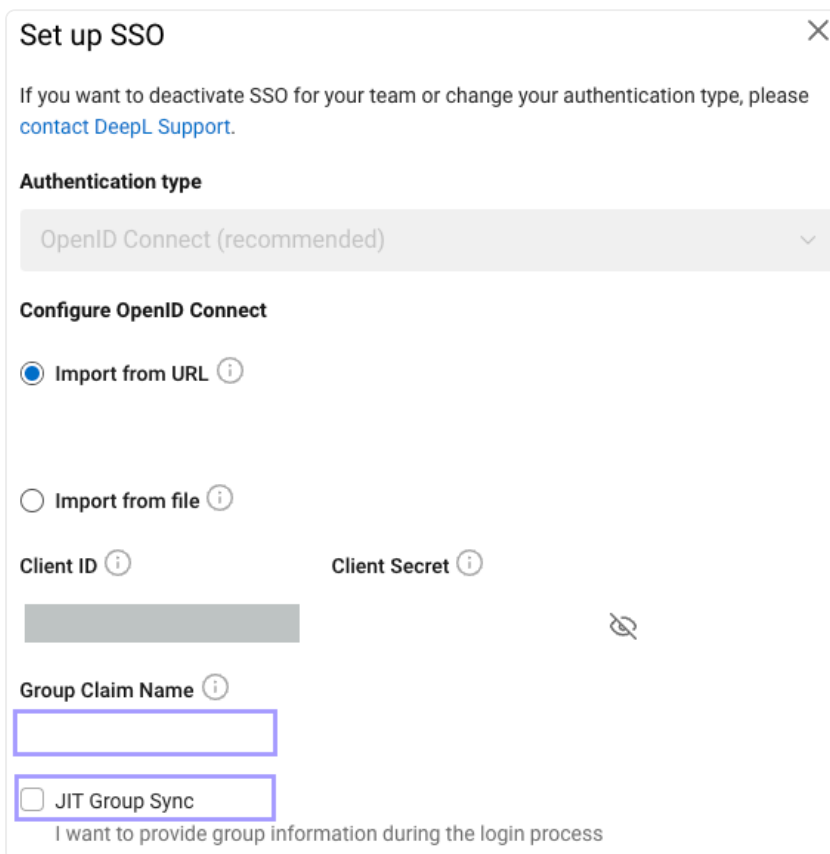 Set up SSO
If you want to deactivate SSO for your team or change your authentication type, please
contact DeepL Support.
Authentication type
OpenID Connect (recommended)
Configure OpenID Connect
Import from URL
Import from file
Client ID Client Secret
Group Claim Name
JIT Group Sync
I want to provide group information during the login process